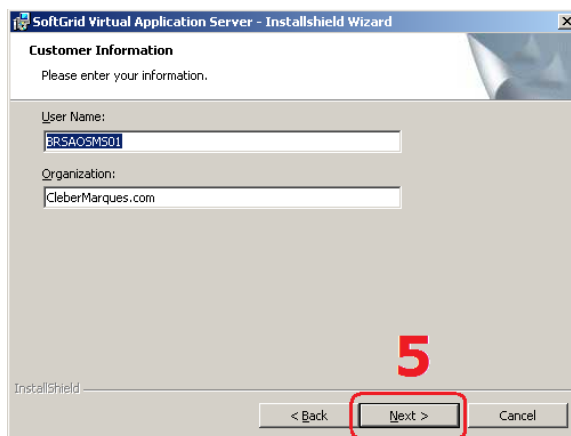 SoftGrid Virtual Application Server - Installshield Wizard
Customer Information
Please enter your information.
User Name:
BRSAOSMS01
Organization:
CleberMarques.com
5
InstallShield
< Back
Next >
Cancel